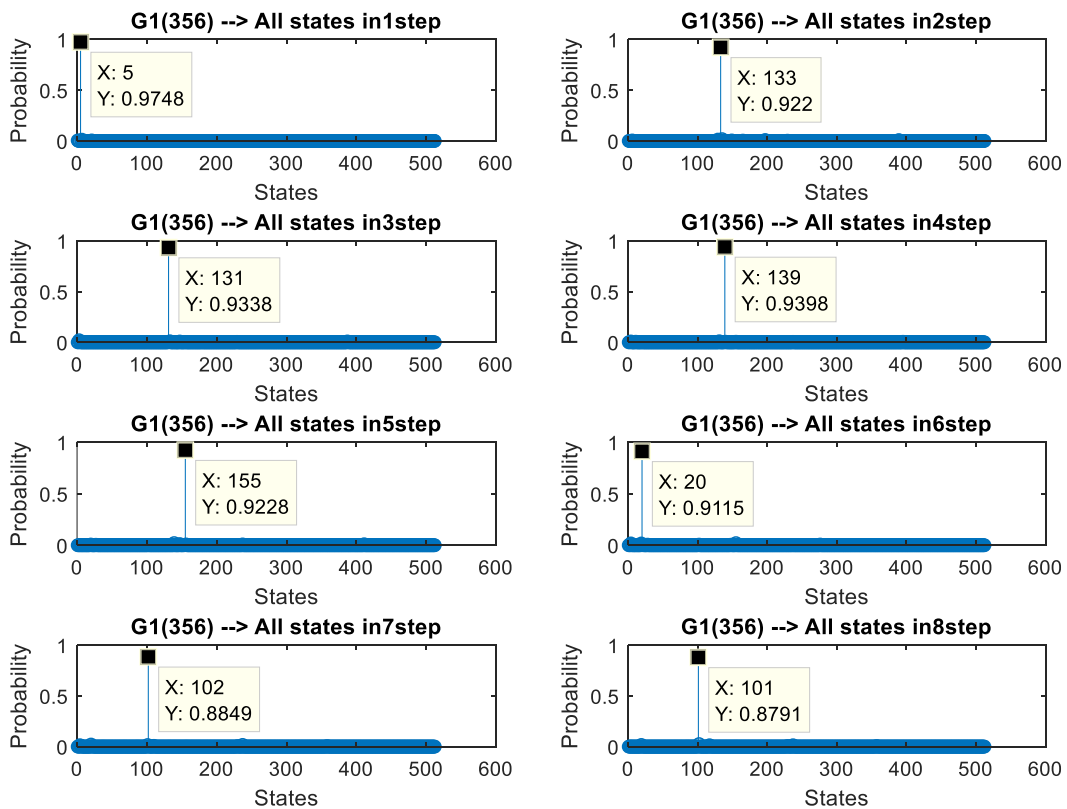 G1(356) --> All states in1step
1
0.5
0
Probability
X: 5
Y: 0.9748
0 100 200 300 400 500 600
States
G1(356) --> All states in2step
1
0.5
0
Probability
X: 133
Y: 0.922
0 100 200 300 400 500 600
States
G1(356) --> All states in3step
1
0.5
0
Probability
X: 131
Y: 0.9338
0 100 200 300 400 500 600
States
G1(356) --> All states in4step
1
0.5
0
Probability
X: 139
Y: 0.9398
0 100 200 300 400 500 600
States
G1(356) --> All states in5step
1
0.5
0
Probability
X: 155
Y: 0.9228
0 100 200 300 400 500 600
States
G1(356) --> All states in6step
1
0.5
0
Probability
X: 20
Y: 0.9115
0 100 200 300 400 500 600
States
G1(356) --> All states in7step
1
0.5
0
Probability
X: 102
Y: 0.8849
0 100 200 300 400 500 600
States
G1(356) --> All states in8step
1
0.5
0
Probability
X: 101
Y: 0.8791
0 100 200 300 400 500 600
States